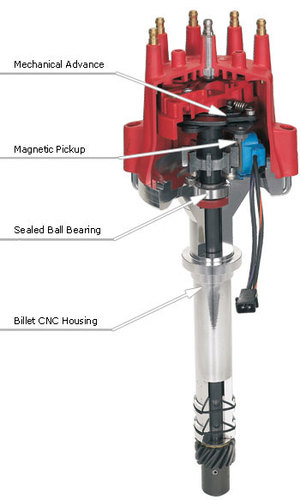 Mechanical Advance
Magnetic Pickup
Sealed Ball Bearing
Billet CNC Housing